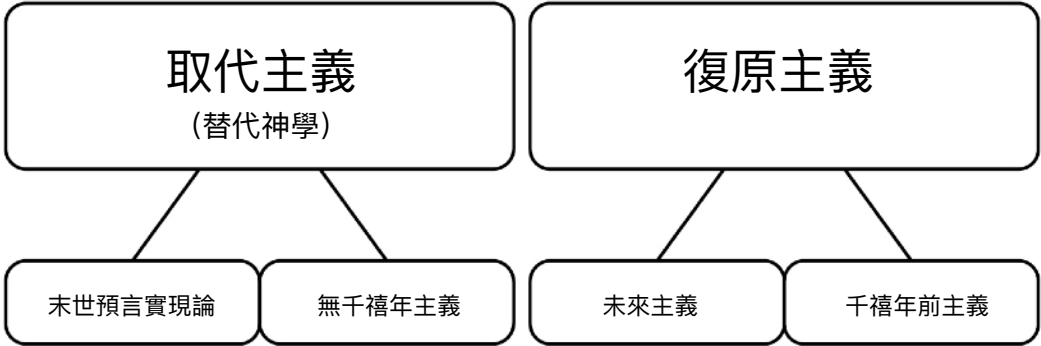 取代主義
（替代神學）
復原主義
末世預言實現論
無千禧年主義
未來主義
千禧年前主義